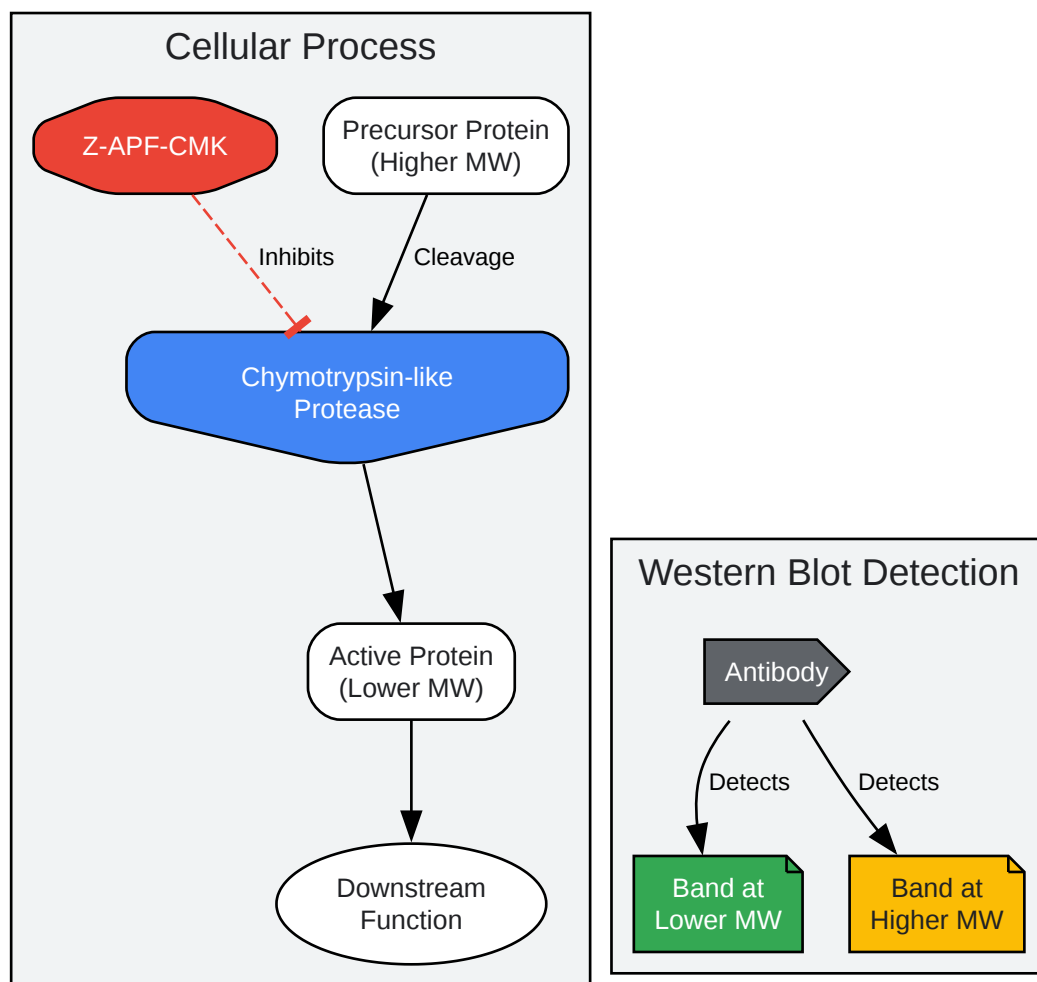 Cellular Process
Z-APF-CMK
Precursor Protein
(Higher MW)
Inhibits
Cleavage
Chymotrypsin-like
Protease
Active Protein
(Lower MW)
Downstream
Function
Western Blot Detection
Antibody
Detects
Detects
Band at
Lower MW
Band at
Higher MW